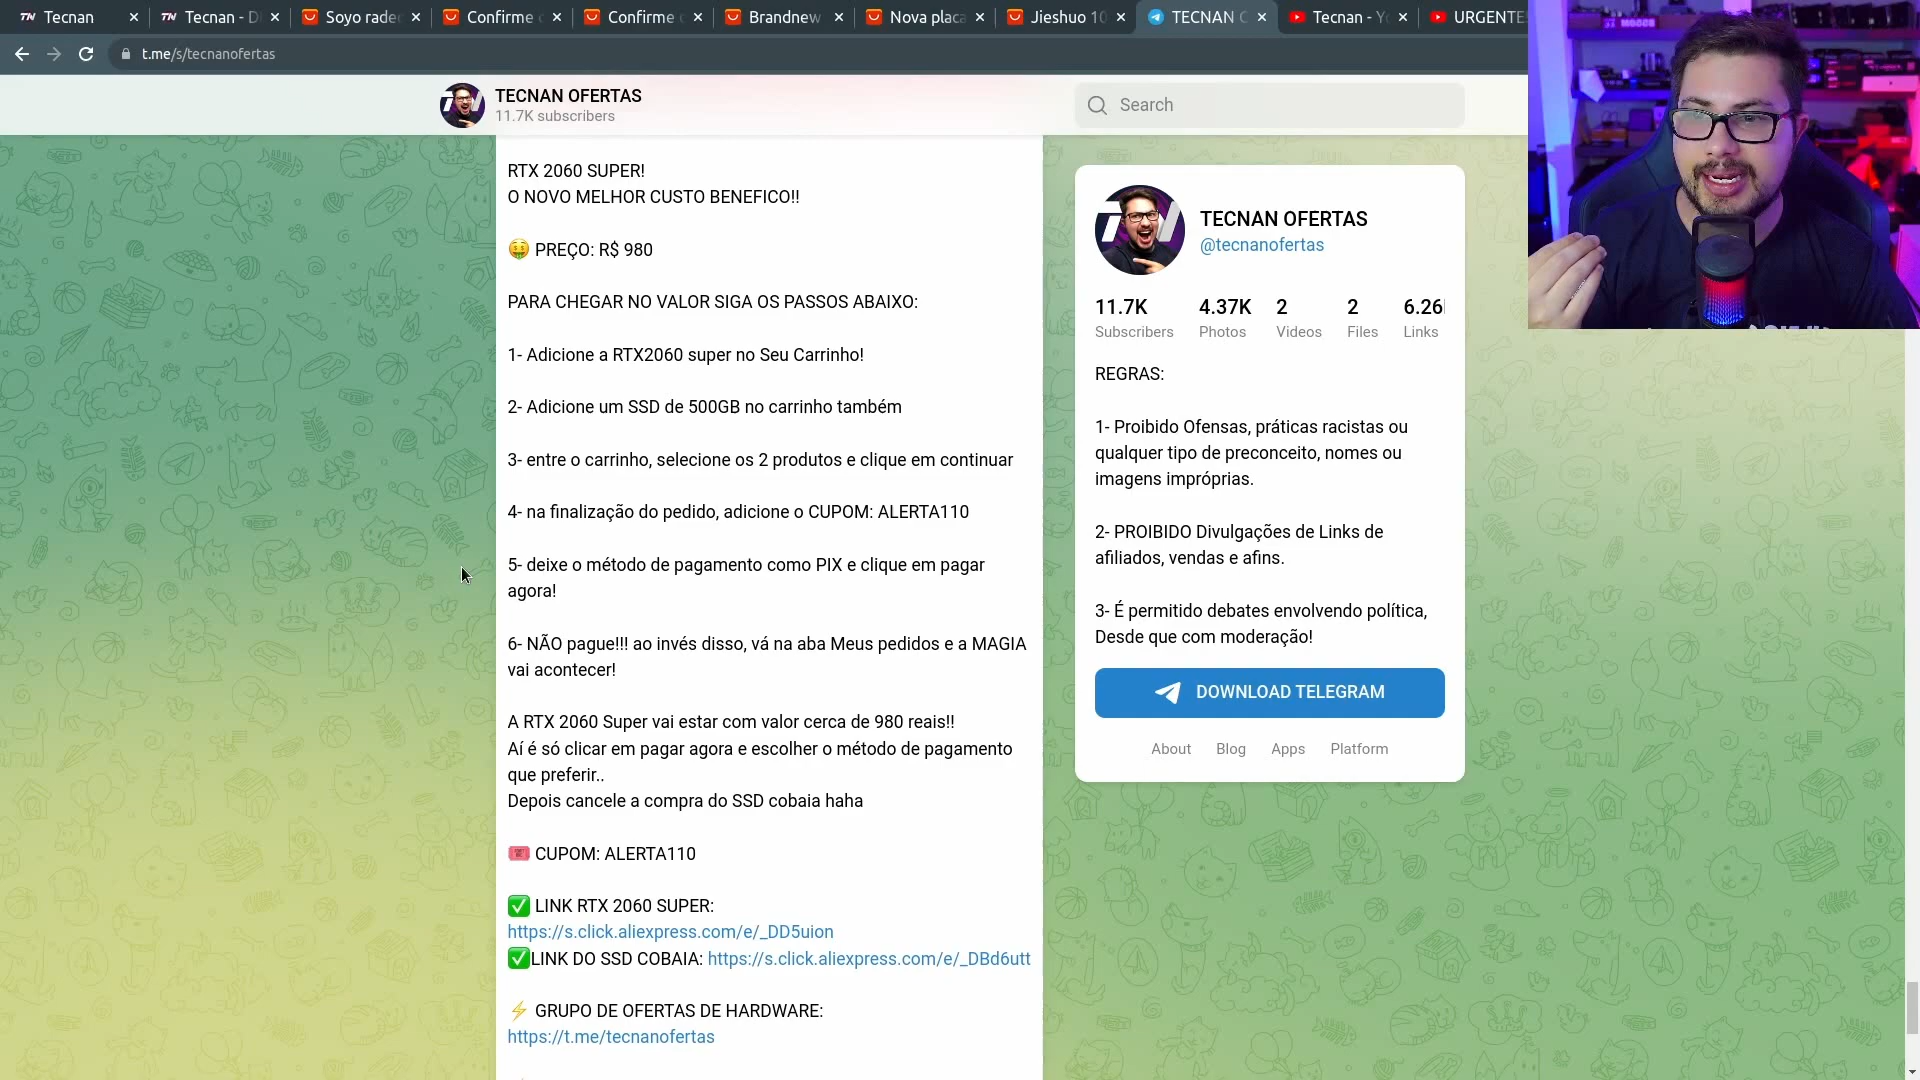 Tecnan
Tecnan - D
Soyo rade
Confirme
Confirme
Brandnew
Nova placa
Jieshuo 10
TECNAN
Tecnan - Yo
URGENTE
t.me/s/tecnanofertas
TECNAN OFERTAS
11.7K subscribers
Search
RTX 2060 SUPER!
O NOVO MELHOR CUSTO BENEFICO!!
PREÇO: R$ 980
PARA CHEGAR NO VALOR SIGA OS PASSOS ABAIXO:
1- Adicione a RTX2060 super no Seu Carrinho!
2- Adicione um SSD de 500GB no carrinho também
3- entre o carrinho, selecione os 2 produtos e clique em continuar
4- na finalização do pedido, adicione o CUPOM: ALERTA110
5- deixe o método de pagamento como PIX e clique em pagar
agora!
6- NÃO pague!!! ao invés disso, vá na aba Meus pedidos e a MAGIA
vai acontecer!
A RTX 2060 Super vai estar com valor cerca de 980 reais!!
Aí é só clicar em pagar agora e escolher o método de pagamento
que preferir..
Depois cancele a compra do SSD cobaia haha
CUPOM: ALERTA110
LINK RTX 2060 SUPER:
https://s.click.aliexpress.com/e/_DD5uion
LINK DO SSD COBAIA: https://s.click.aliexpress.com/e/_DBd6utt
GRUPO DE OFERTAS DE HARDWARE:
https://t.me/tecnanofertas
TECNAN OFERTAS
@tecnanofertas
11.7K 4.37K 2 2 6.26
Subscribers Photos Videos Files Links
REGRAS:
1- Proibido Ofensas, práticas racistas ou
qualquer tipo de preconceito, nomes ou
imagens impróprias.
2- PROIBIDO Divulgações de Links de
afiliados, vendas e afins.
3- É permitido debates envolvendo política,
Desde que com moderação!
DOWNLOAD TELEGRAM
About Blog Apps Platform